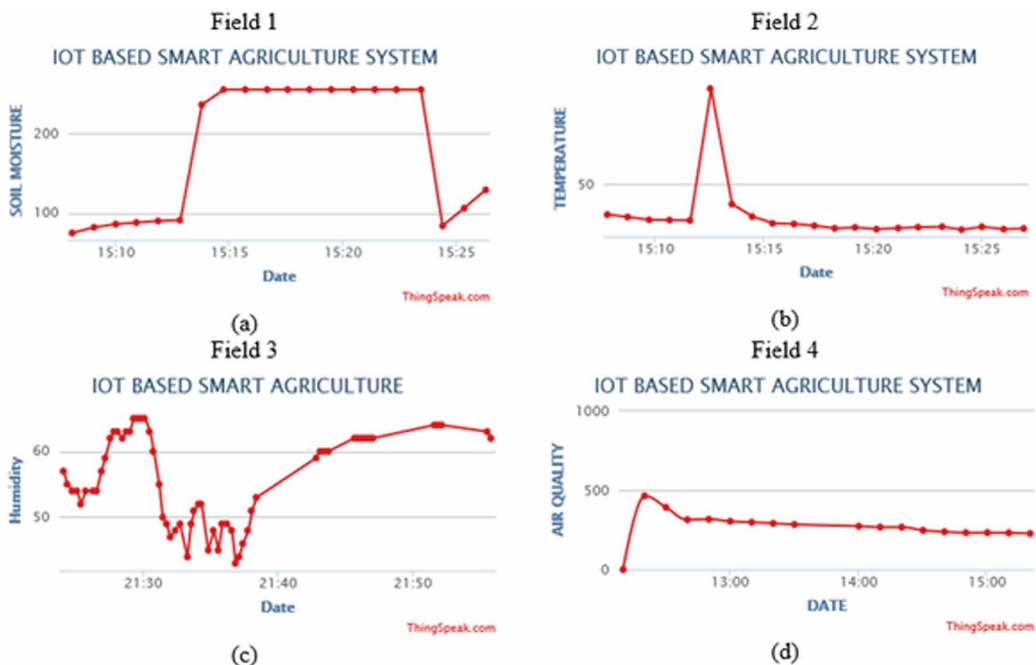 Field 1
IOT BASED SMART AGRICULTURE SYSTEM
SOIL MOISTURE
200
100
15:10
15:15
15:20
15:25
Date
ThingSpeak.com
(a)
Field 2
IOT BASED SMART AGRICULTURE SYSTEM
TEMPERATURE
50
15:10
15:15
15:20
15:25
Date
ThingSpeak.com
(b)
Field 3
IOT BASED SMART AGRICULTURE
Humidity
60
50
21:30
21:40
21:50
Date
ThingSpeak.com
(c)
Field 4
IOT BASED SMART AGRICULTURE SYSTEM
AIR QUALITY
1000
500
0
13:00
14:00
15:00
DATE
ThingSpeak.com
(d)